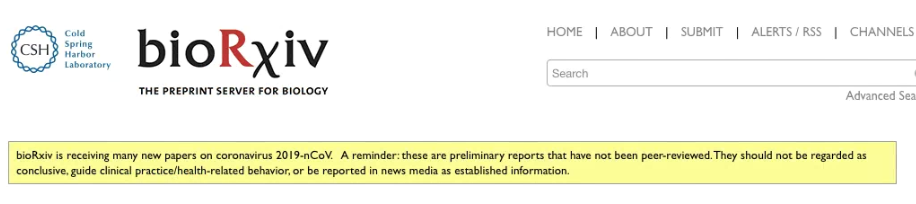 CSH Cold Spring Harbor Laboratory
bioRxiv
THE PREPRINT SERVER FOR BIOLOGY
HOME | ABOUT | SUBMIT | ALERTS / RSS | CHANNELS
Search
Advanced Sea
bioRxiv is receiving many new papers on coronavirus 2019-nCoV. A reminder: these are preliminary reports that have not been peer-reviewed. They should not be regarded as
conclusive, guide clinical practice/health-related behavior, or be reported in news media as established information.